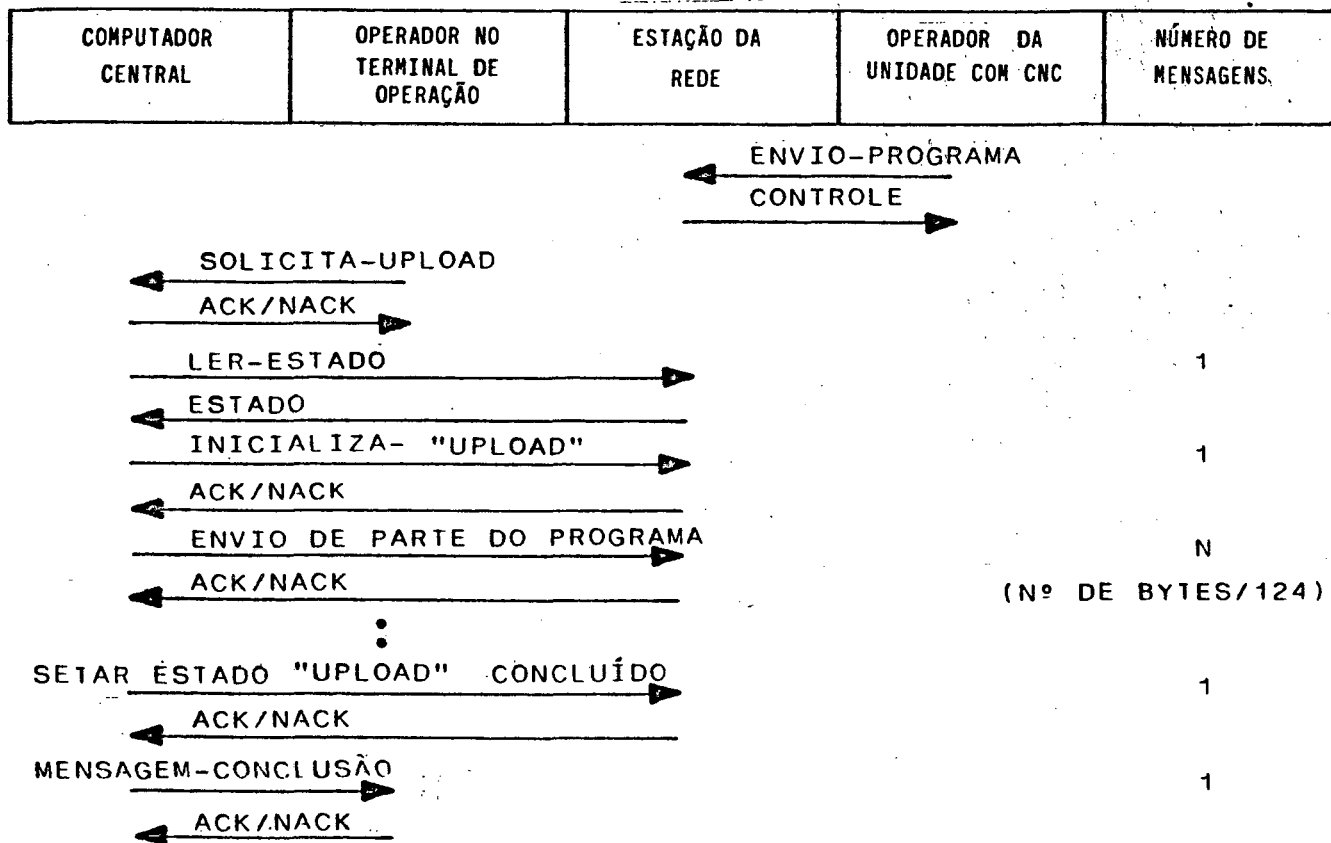 COMPUTADOR CENTRAL
OPERADOR NO TERMINAL DE OPERAÇÃO
ESTAÇÃO DA REDE
OPERADOR DA UNIDADE COM CNC
NÚMERO DE MENSAGENS
ENVIO-PROGRAMA
CONTROLE
SOLICITA-UPLOAD
ACK/NACK
LER-ESTADO 1
ESTADO
INICIALIZA- "UPLOAD" 1
ACK/NACK
ENVIO DE PARTE DO PROGRAMA N
ACK/NACK (Nº DE BYTES/124)
SETAR ESTADO "UPLOAD" CONCLUÍDO 1
ACK/NACK
MENSAGEM-CONCLUSÃO 1
ACK/NACK